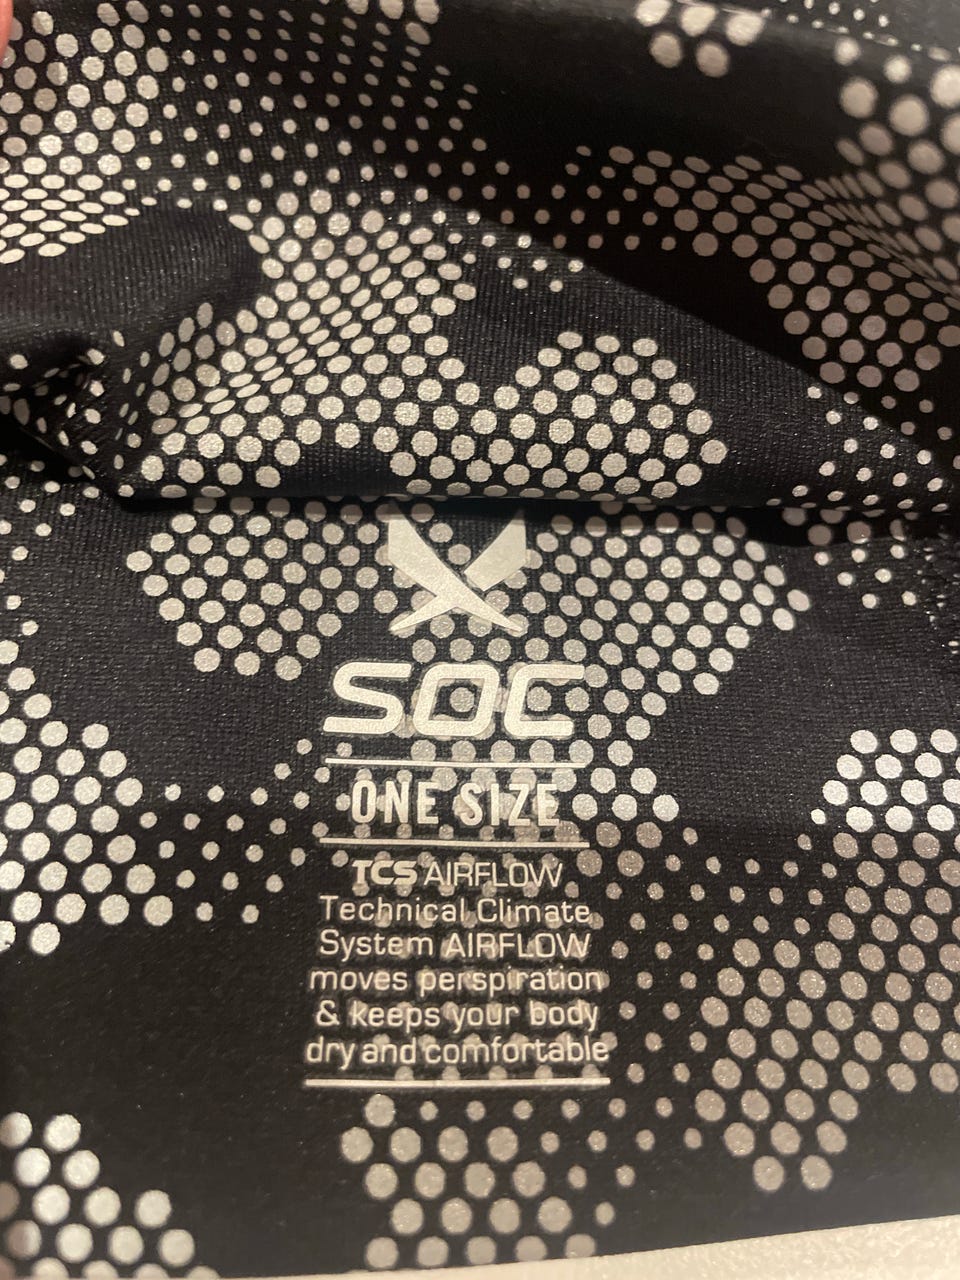 SOC
ONE SIZE
TCS AIRFLOW
Technical Climate
System AIRFLOW
moves perspiration
& keeps your body
dry and comfortable